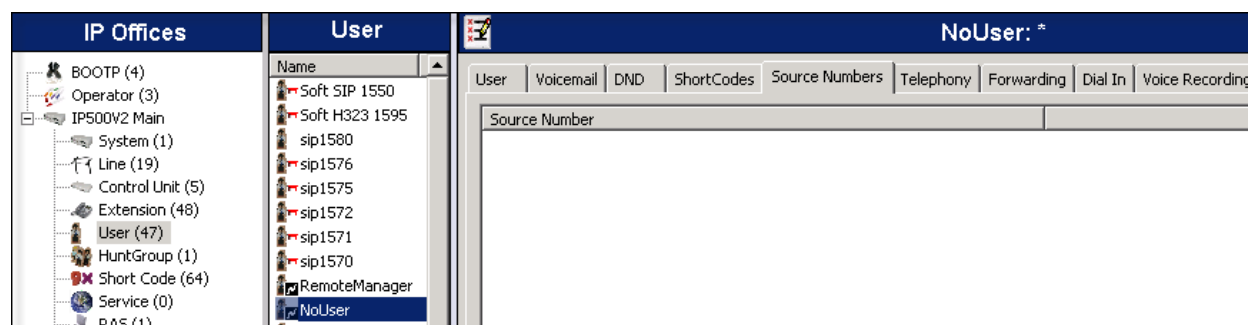 IP Offices
BOOTP (4)
Operator (3)
IP500V2 Main
System (1)
Line (19)
Control Unit (5)
Extension (48)
User (47)
HuntGroup (1)
Short Code (64)
Service (0)
RAS (1)
User
Name
Soft SIP 1550
Soft H323 1595
sip1580
sip1576
sip1575
sip1572
sip1571
sip1570
RemoteManager
NoUser
NoUser: *
User Voicemail DND ShortCodes Source Numbers Telephony Forwarding Dial In Voice Recording
Source Number